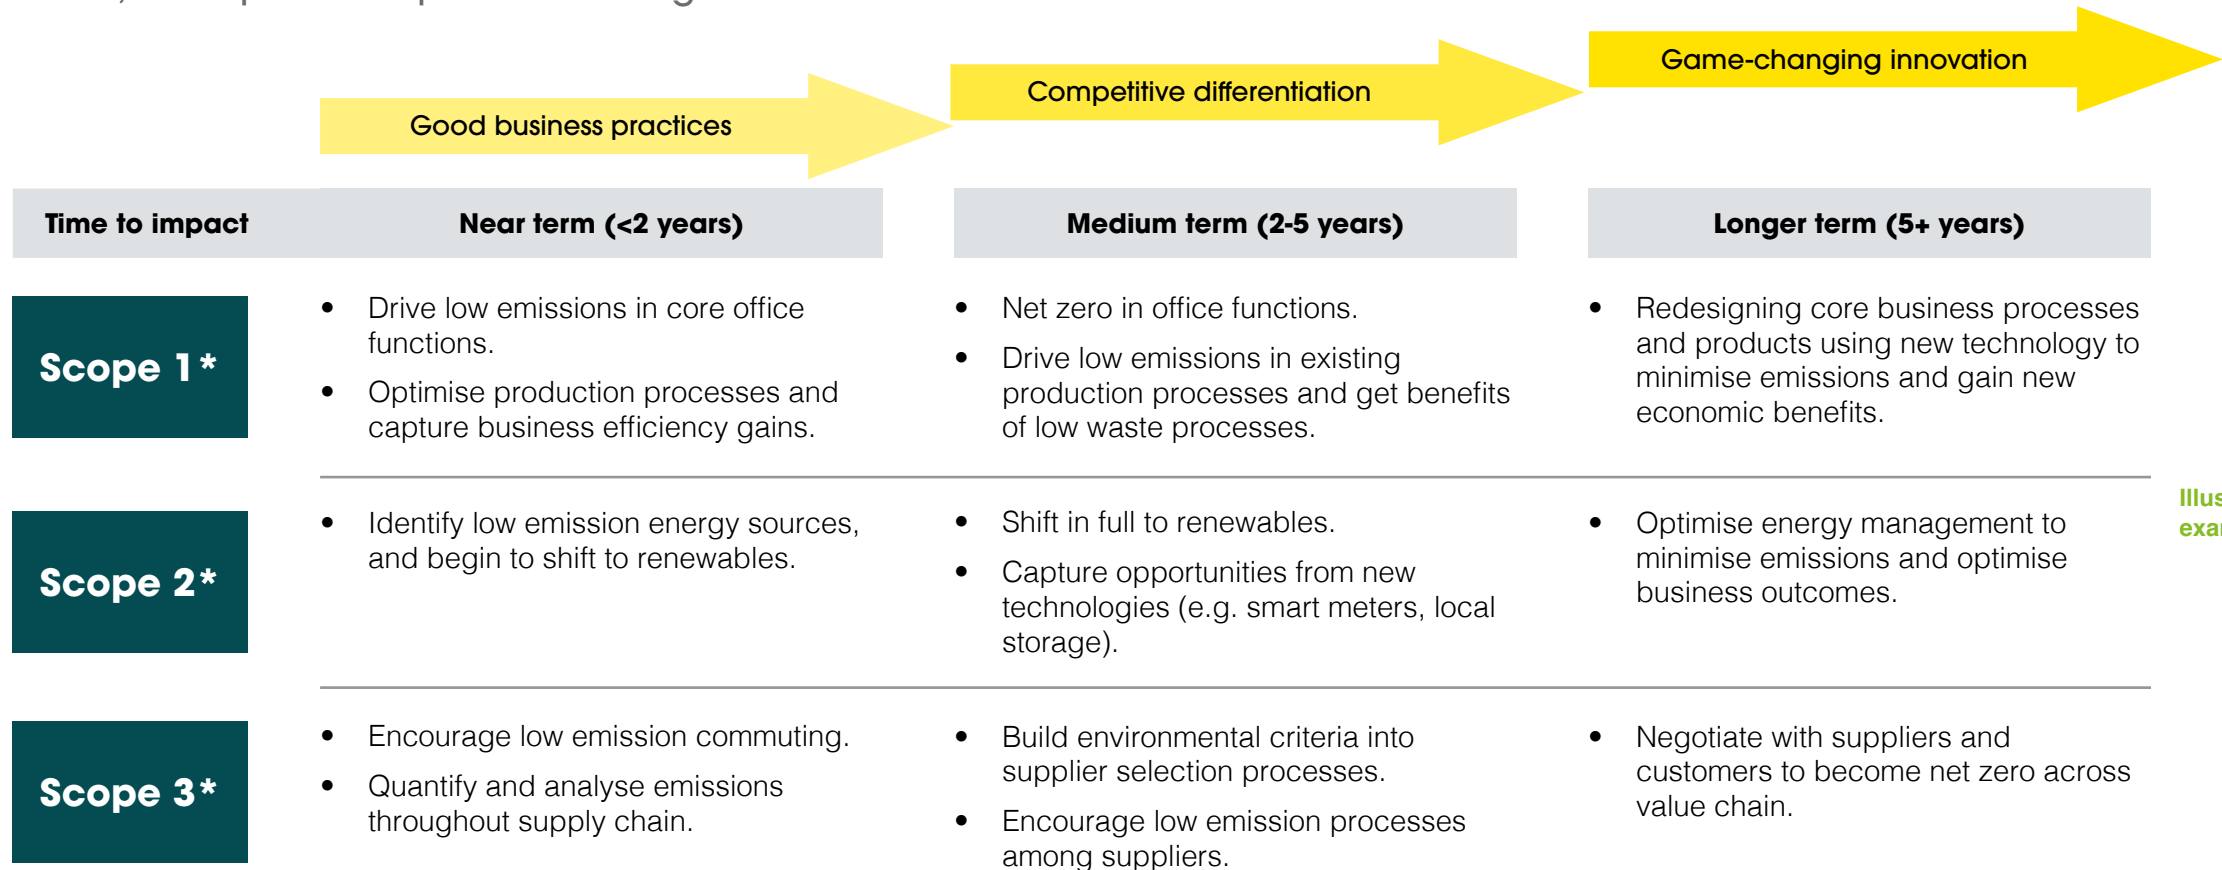 Game-changing innovation
Competitive differentiation
Good business practices
Time to impact
Near term (<2 years)
Medium term (2-5 years)
Longer term (5+ years)
Scope 1*
• Drive low emissions in core office
functions.
• Optimise production processes and
capture business efficiency gains.
• Net zero in office functions.
• Drive low emissions in existing
production processes and get benefits
of low waste processes.
• Redesigning core business processes
and products using new technology to
minimise emissions and gain new
economic benefits.
Scope 2*
• Identify low emission energy sources,
and begin to shift to renewables.
• Shift in full to renewables.
• Capture opportunities from new
technologies (e.g. smart meters, local
storage).
• Optimise energy management to
minimise emissions and optimise
business outcomes.
Scope 3*
• Encourage low emission commuting.
• Quantify and analyse emissions
throughout supply chain.
• Build environmental criteria into
supplier selection processes.
• Encourage low emission processes
among suppliers.
• Negotiate with suppliers and
customers to become net zero across
value chain.